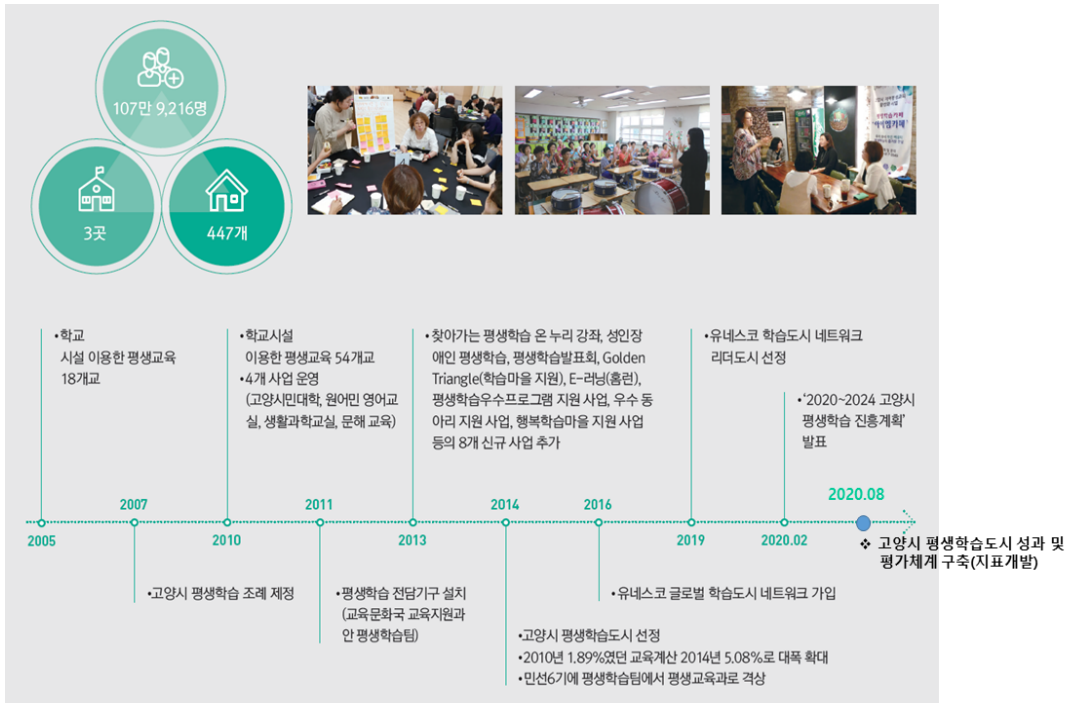 107만 9,216명
3곳
447개
평생학습카페
•학교
시설 이용한 평생교육
18개교
•학교시설
이용한 평생교육 54개교
•4개 사업 운영
(고양시민대학, 원어민 영어교
실, 생활과학교실, 문해 교육)
•찾아가는 평생학습 온 누리 강좌, 성인장
애인 평생학습, 평생학습발표회, Golden
Triangle(학습마을 지원), E-러닝(홈런),
평생학습우수프로그램 지원 사업, 우수 동
아리 지원 사업, 행복학습마을 지원 사업
등의 8개 신규 사업 추가
•유네스코 학습도시 네트워크
리더도시 선정
•‘2020~2024 고양시
평생학습 진흥계획’
발표
2007
2011
2014
2016
2020.08
2005
2010
2013
2019
2020.02
❖ 고양시 평생학습도시 성과 및
평가체계 구축(지표개발)
•고양시 평생학습 조례 제정
•평생학습 전담기구 설치
(교육문화국 교육지원과
안 평생학습팀)
•유네스코 글로벌 학습도시 네트워크 가입
•고양시 평생학습도시 선정
•2010년 1.89%였던 교육계산 2014년 5.08%로 대폭 확대
•민선6기에 평생학습팀에서 평생교육과로 격상